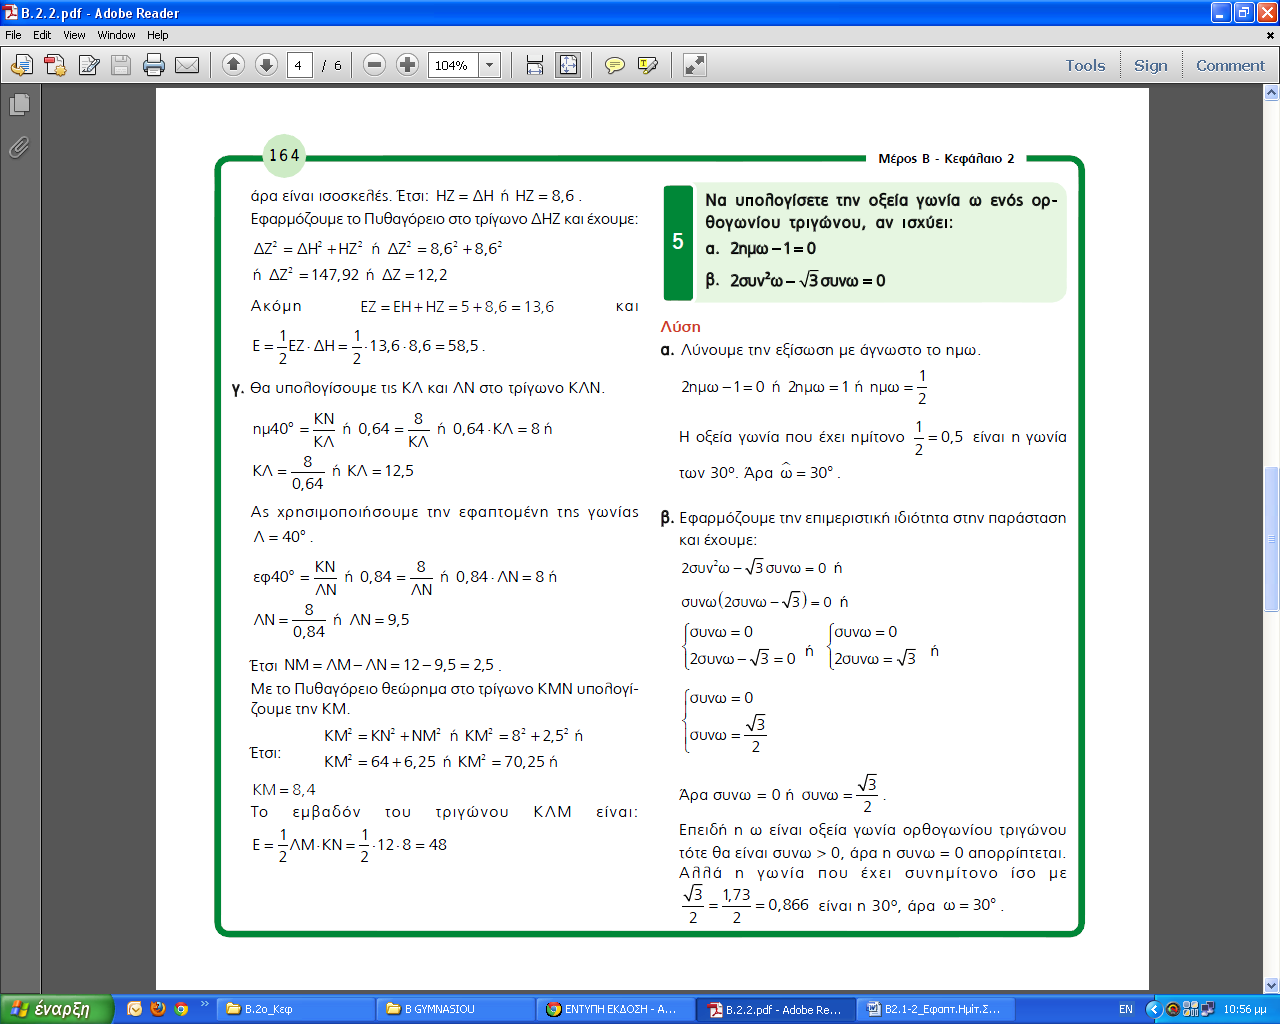 B.2.2.pdf - Adobe Reader
File Edit View Window Help
4 / 6 104% Tools Sign Comment
164
Μέρος Β - Κεφάλαιο 2
άρα είναι ισοσκελές. Έτσι: ΗΖ = ΔΗ ή ΗΖ = 8,6 .
Εφαρμόζουμε το Πυθαγόρειο στο τρίγωνο ΔΗΖ και έχουμε:
ΔΖ² = ΔΗ² + ΗΖ² ή ΔΖ² = 8,6² + 8,6²
ή ΔΖ² = 147,92 ή ΔΖ = 12,2
Ακόμη ΕΖ = ΕΗ + ΗΖ = 5 + 8,6 = 13,6 και
Ε = 1/2 ΕΖ · ΔΗ = 1/2 · 13,6 · 8,6 = 58,5 .
γ. Θα υπολογίσουμε τις ΚΛ και ΛΝ στο τρίγωνο ΚΛΝ.
ημ40° = ΚΝ/ΚΛ ή 0,64 = 8/ΚΛ ή 0,64 · ΚΛ = 8 ή
ΚΛ = 8/0,64 ή ΚΛ = 12,5
Ας χρησιμοποιήσουμε την εφαπτομένη της γωνίας
Λ = 40° .
εφ40° = ΚΝ/ΛΝ ή 0,84 = 8/ΛΝ ή 0,84 · ΛΝ = 8 ή
ΛΝ = 8/0,84 ή ΛΝ = 9,5
Έτσι ΝΜ = ΛΜ – ΛΝ = 12 – 9,5 = 2,5 .
Με το Πυθαγόρειο θεώρημα στο τρίγωνο ΚΜΝ υπολογί-
ζουμε την ΚΜ.
Έτσι: ΚΜ² = ΚΝ² + ΝΜ² ή ΚΜ² = 8² + 2,5² ή
ΚΜ² = 64 + 6,25 ή ΚΜ² = 70,25 ή
ΚΜ = 8,4
Το εμβαδόν του τριγώνου ΚΛΜ είναι:
Ε = 1/2 ΛΜ · ΚΝ = 1/2 · 12 · 8 = 48
5
Να υπολογίσετε την οξεία γωνία ω ενός ορ-
θογωνίου τριγώνου, αν ισχύει:
α. 2ημω – 1 = 0
β. 2συν²ω – √3 συνω = 0
Λύση
α. Λύνουμε την εξίσωση με άγνωστο το ημω.
2ημω – 1 = 0 ή 2ημω = 1 ή ημω = 1/2
Η οξεία γωνία που έχει ημίτονο 1/2 = 0,5 είναι η γωνία
των 30°. Άρα ω̂ = 30° .
β. Εφαρμόζουμε την επιμεριστική ιδιότητα στην παράσταση
και έχουμε:
2συν²ω – √3 συνω = 0 ή
συνω(2συνω – √3) = 0 ή
συνω = 0 συνω = 0
2συνω – √3 = 0 ή 2συνω = √3 ή
συνω = 0
συνω = √3/2
Άρα συνω = 0 ή συνω = √3/2 .
Επειδή η ω είναι οξεία γωνία ορθογωνίου τριγώνου
τότε θα είναι συνω > 0, άρα η συνω = 0 απορρίπτεται.
Αλλά η γωνία που έχει συνημίτονο ίσο με
√3/2 = 1,73/2 = 0,866 είναι η 30°, άρα ω = 30° .
έναρξη
B.2o_Κεφ
B GYMNASIOU
ΕΝΤΥΠΗ ΕΚΔΟΣΗ - Α...
B.2.2.pdf - Adobe Re...
B2.1-2_Εφαπτ.Ημίτ.Σ...
EN
10:56 μμ